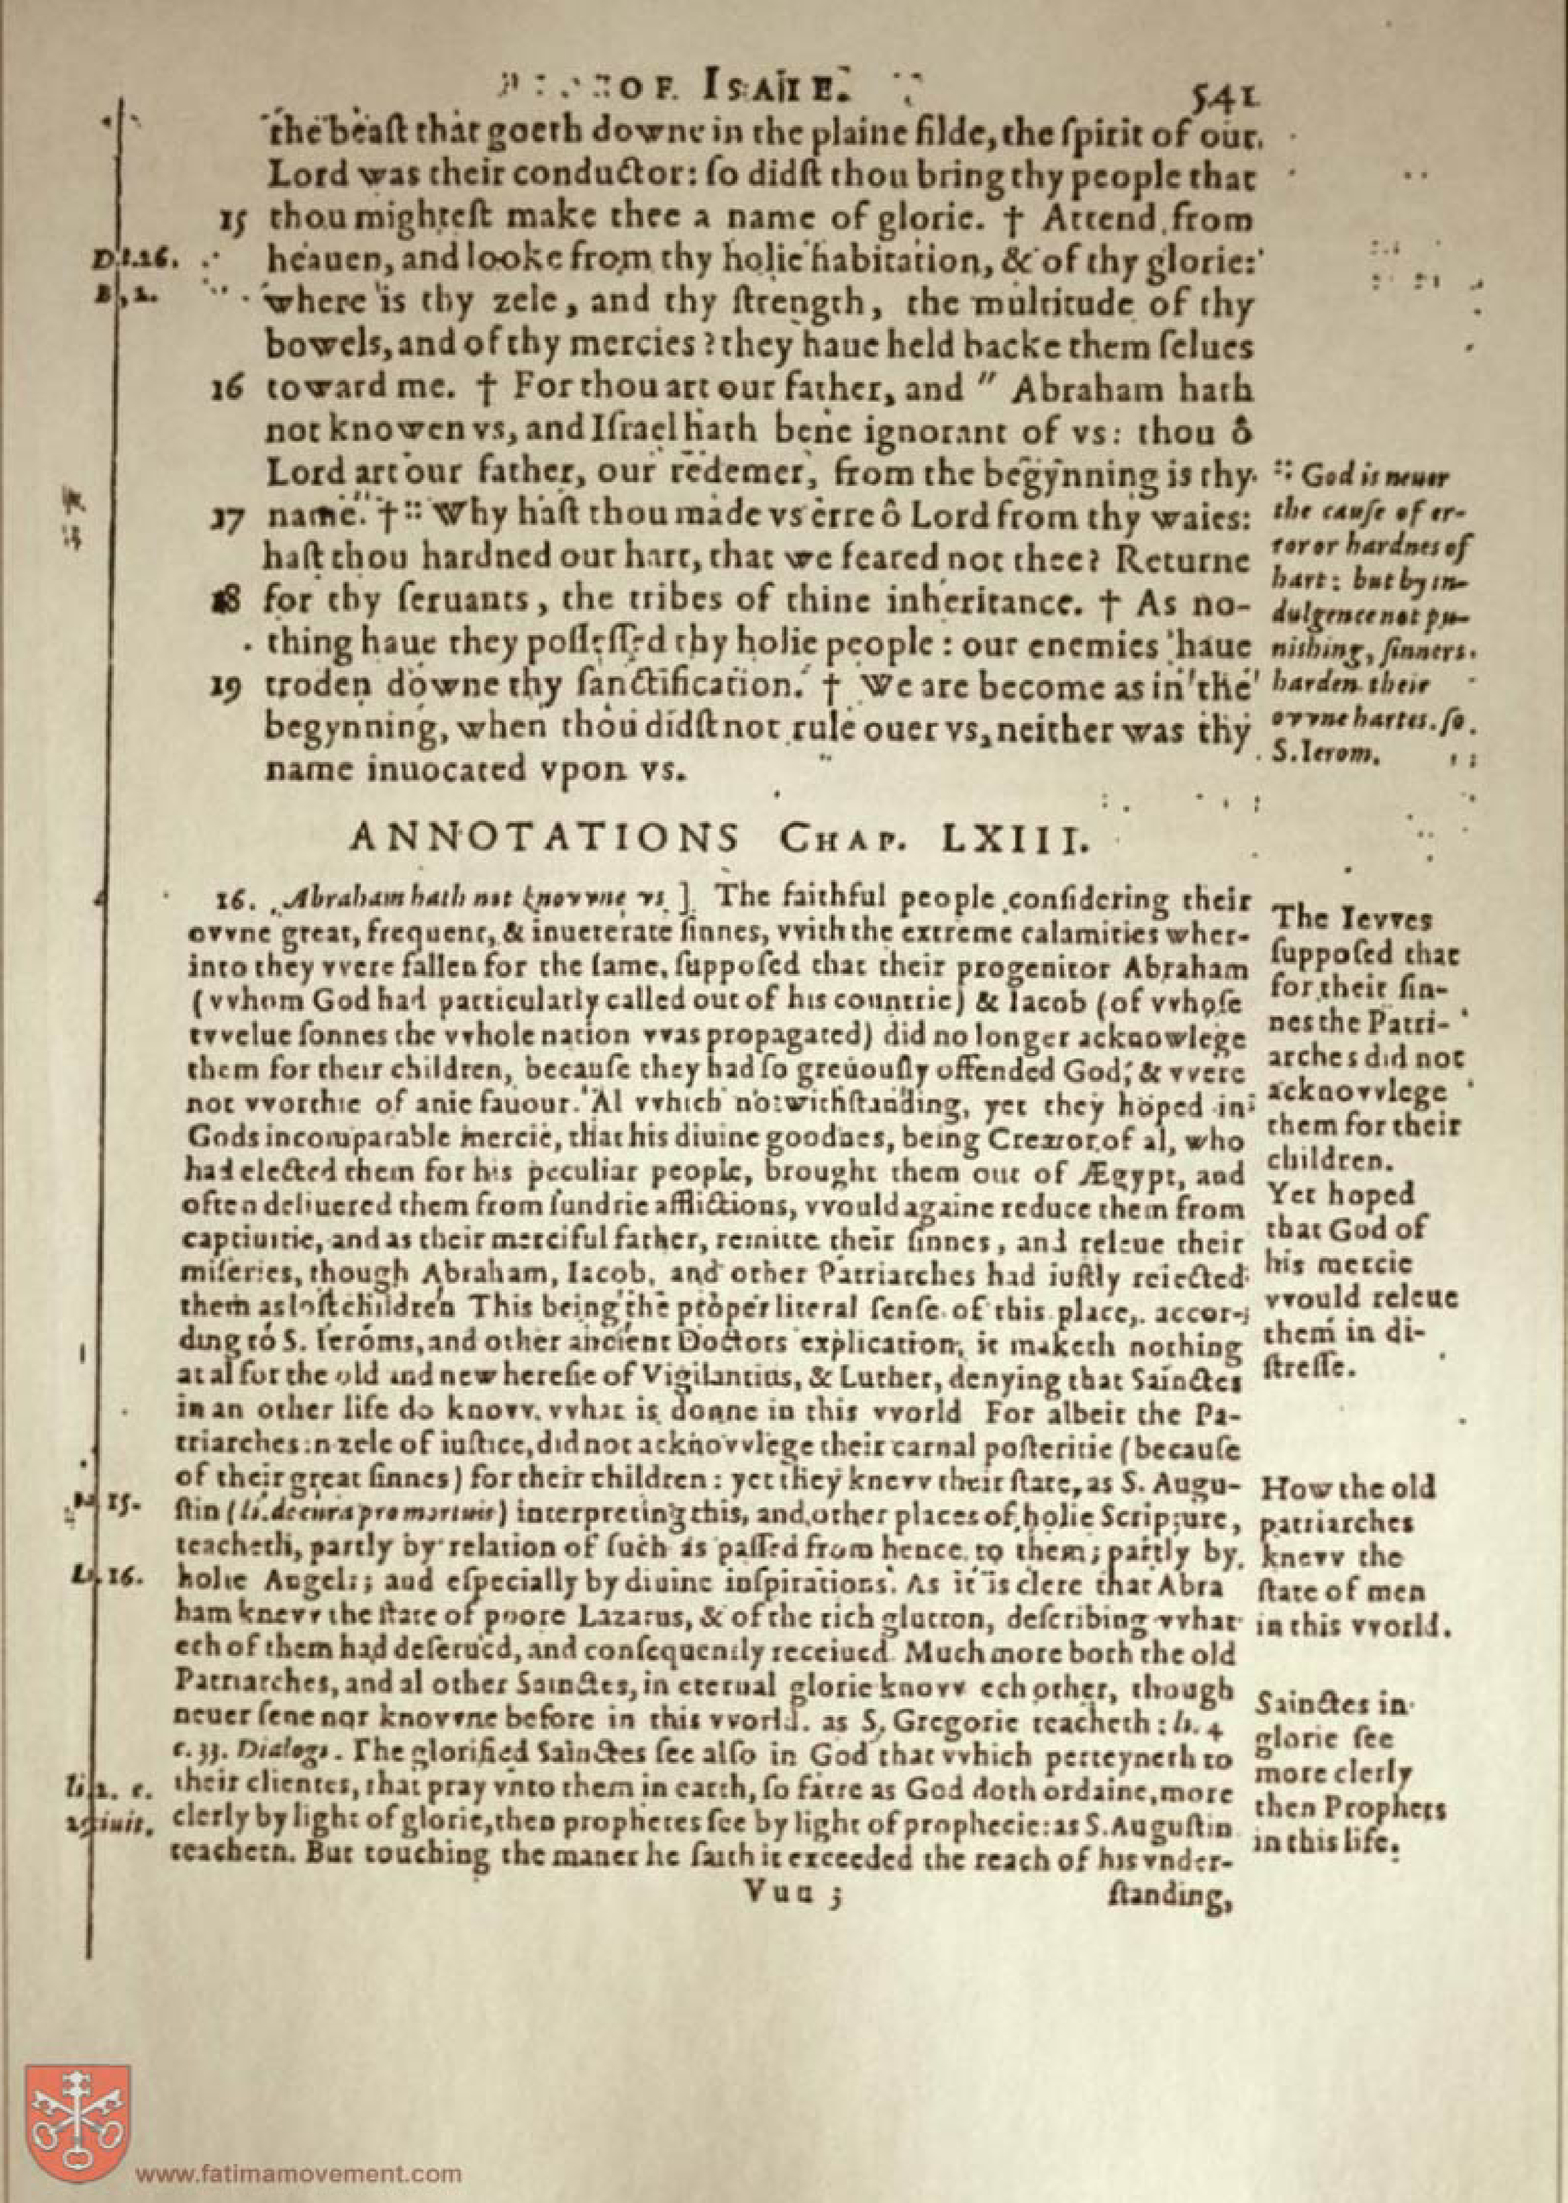 OF ISAIE.
541
the beaſt that goeth downe in the plaine filde, the ſpirit of our
Lord was their conductor: ſo didſt thou bring thy people that
15 thou mighteſt make thee a name of glorie. † Attend from
heauen, and looke from thy holie habitation, & of thy glorie:
where is thy zele, and thy ſtrength, the multitude of thy
bowels, and of thy mercies? they haue held backe them ſelues
16 toward me. † For thou art our father, and " Abraham hath
not knowen vs, and Iſrael hath bene ignorant of vs: thou ô
Lord art our father, our redemer, from the begynning is thy
17 name. † :: Why haſt thou made vs erre ô Lord from thy waies:
haſt thou hardned our hart, that we feared not thee? Returne
18 for thy ſeruants, the tribes of thine inheritance. † As no-
thing haue they poſſeſſed thy holie people: our enemies haue
19 troden downe thy ſanctification. † We are become as in the
begynning, when thou didſt not rule ouer vs, neither was thy
name inuocated vpon vs.
:: God is neuer
the cauſe of er-
ror or hardnes of
hart: but by in-
dulgence not pu-
nishing, ſinners
harden their
ovvne hartes. ſo
S. Ierom.
ANNOTATIONS CHAP. LXIII.
16. Abraham hath not knovvne vs ] The faithful people conſidering their
ovvne great, frequent, & inueterate ſinnes, vvith the extreme calamities wher-
into they vvere fallen for the ſame, ſuppoſed that their progenitor Abraham
(vvhom God had particularly called out of his countrie) & Iacob (of vvhoſe
tvvelue ſonnes the vvhole nation vvas propagated) did no longer acknowlege
them for their children, becauſe they had ſo greuouſly offended God, & vvere
not vvorthie of anie fauour. Al vvhich notwithſtanding, yet they hoped in
Gods incomparable mercie, that his diuine goodnes, being Creator of al, who
had elected them for his peculiar people, brought them out of Ægypt, and
often deliuered them from ſundrie afflictions, vvould againe reduce them from
captiuitie, and as their merciful father, remitte their ſinnes, and releue their
miſeries, though Abraham, Iacob, and other Patriarches had iuſtly reiected
them as loſt children This being the proper literal ſenſe of this place, accor-
ding to S. Ieroms, and other ancient Doctors explication, it maketh nothing
at al for the old and new hereſie of Vigilantius, & Luther, denying that Sainctes
in an other life do knovv vvhat is donne in this vvorld For albeit the Pa-
triarches in zele of iuſtice, did not acknovvlege their carnal poſteritie (becauſe
of their great ſinnes) for their children: yet they knevv their ſtate, as S. Augu-
ſtin (li. de cura pro mortuis) interpreting this, and other places of holie Scripture,
teacheth, partly by relation of ſuch as paſſed from hence to them; partly by
holie Angels; and eſpecially by diuine inſpirations. As it is clere that Abra
ham knevv the ſtate of poore Lazarus, & of the rich glutton, deſcribing vvhat
ech of them had deſerued, and conſequently receiued Much more both the old
Patriarches, and al other Sainctes, in eternal glorie knovv ech other, though
neuer ſene nor knovvne before in this vvorld. as S. Gregorie teacheth: li. 4
c. 33. Dialog. The glorified Sainctes ſee alſo in God that vvhich perteyneth to
their clientes, that pray vnto them in earth, ſo farre as God doth ordaine, more
clerly by light of glorie, then prophetes ſee by light of prophecie: as S. Auguſtin
teacheth. But touching the maner he ſaith it exceeded the reach of his vnder-
Vuu 3
ſtanding,
The Ievves
ſuppoſed that
for their ſin-
nes the Patri-
arches did not
acknovvlege
them for their
children.
Yet hoped
that God of
his mercie
vvould releue
them in di-
ſtreſſe.
How the old
patriarches
knevv the
ſtate of men
in this vvorld.
Sainctes in
glorie ſee
more clerly
then Prophets
in this life.
15.
16.
li. 2. c.
ciuit.
www.fatimamovement.com